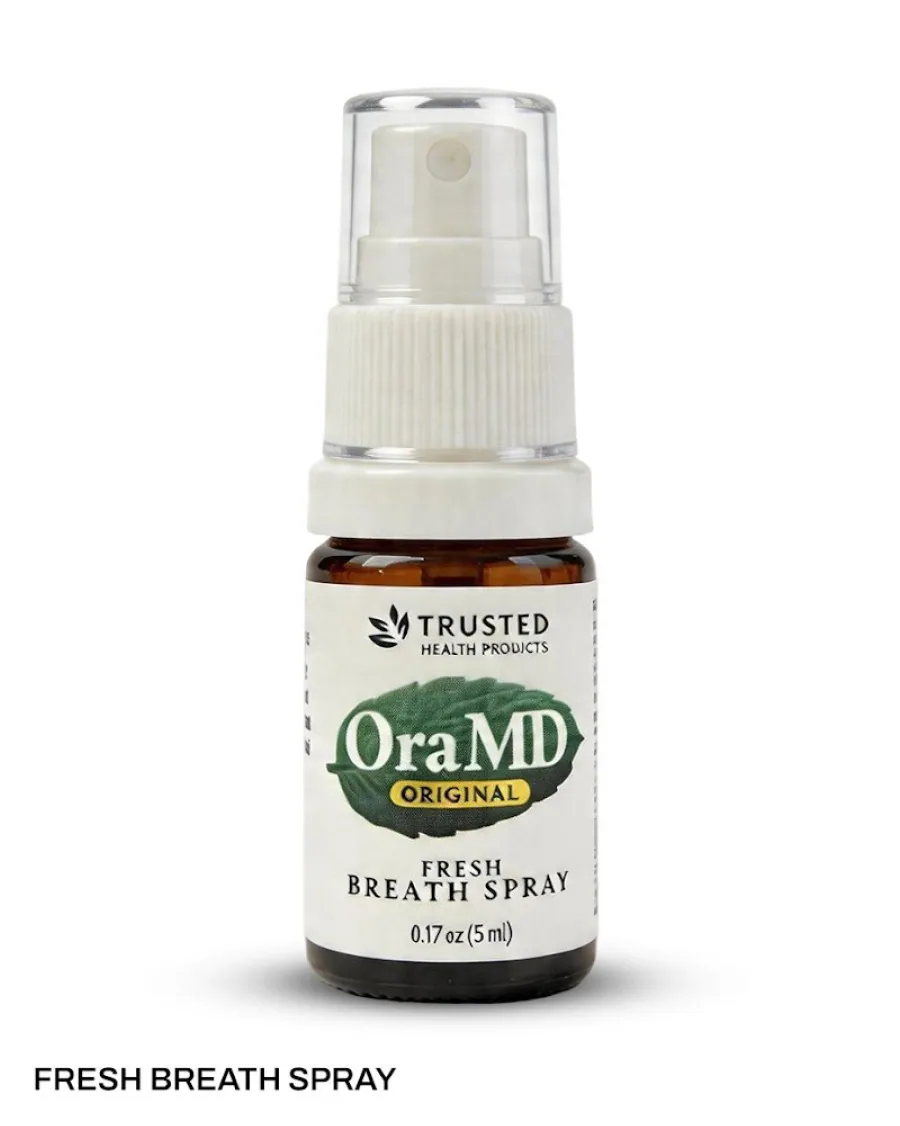 TRUSTED
HEALTH PRODUCTS
OraMD
ORIGINAL
FRESH
BREATH SPRAY
0.17 oz (5 ml)
FRESH BREATH SPRAY